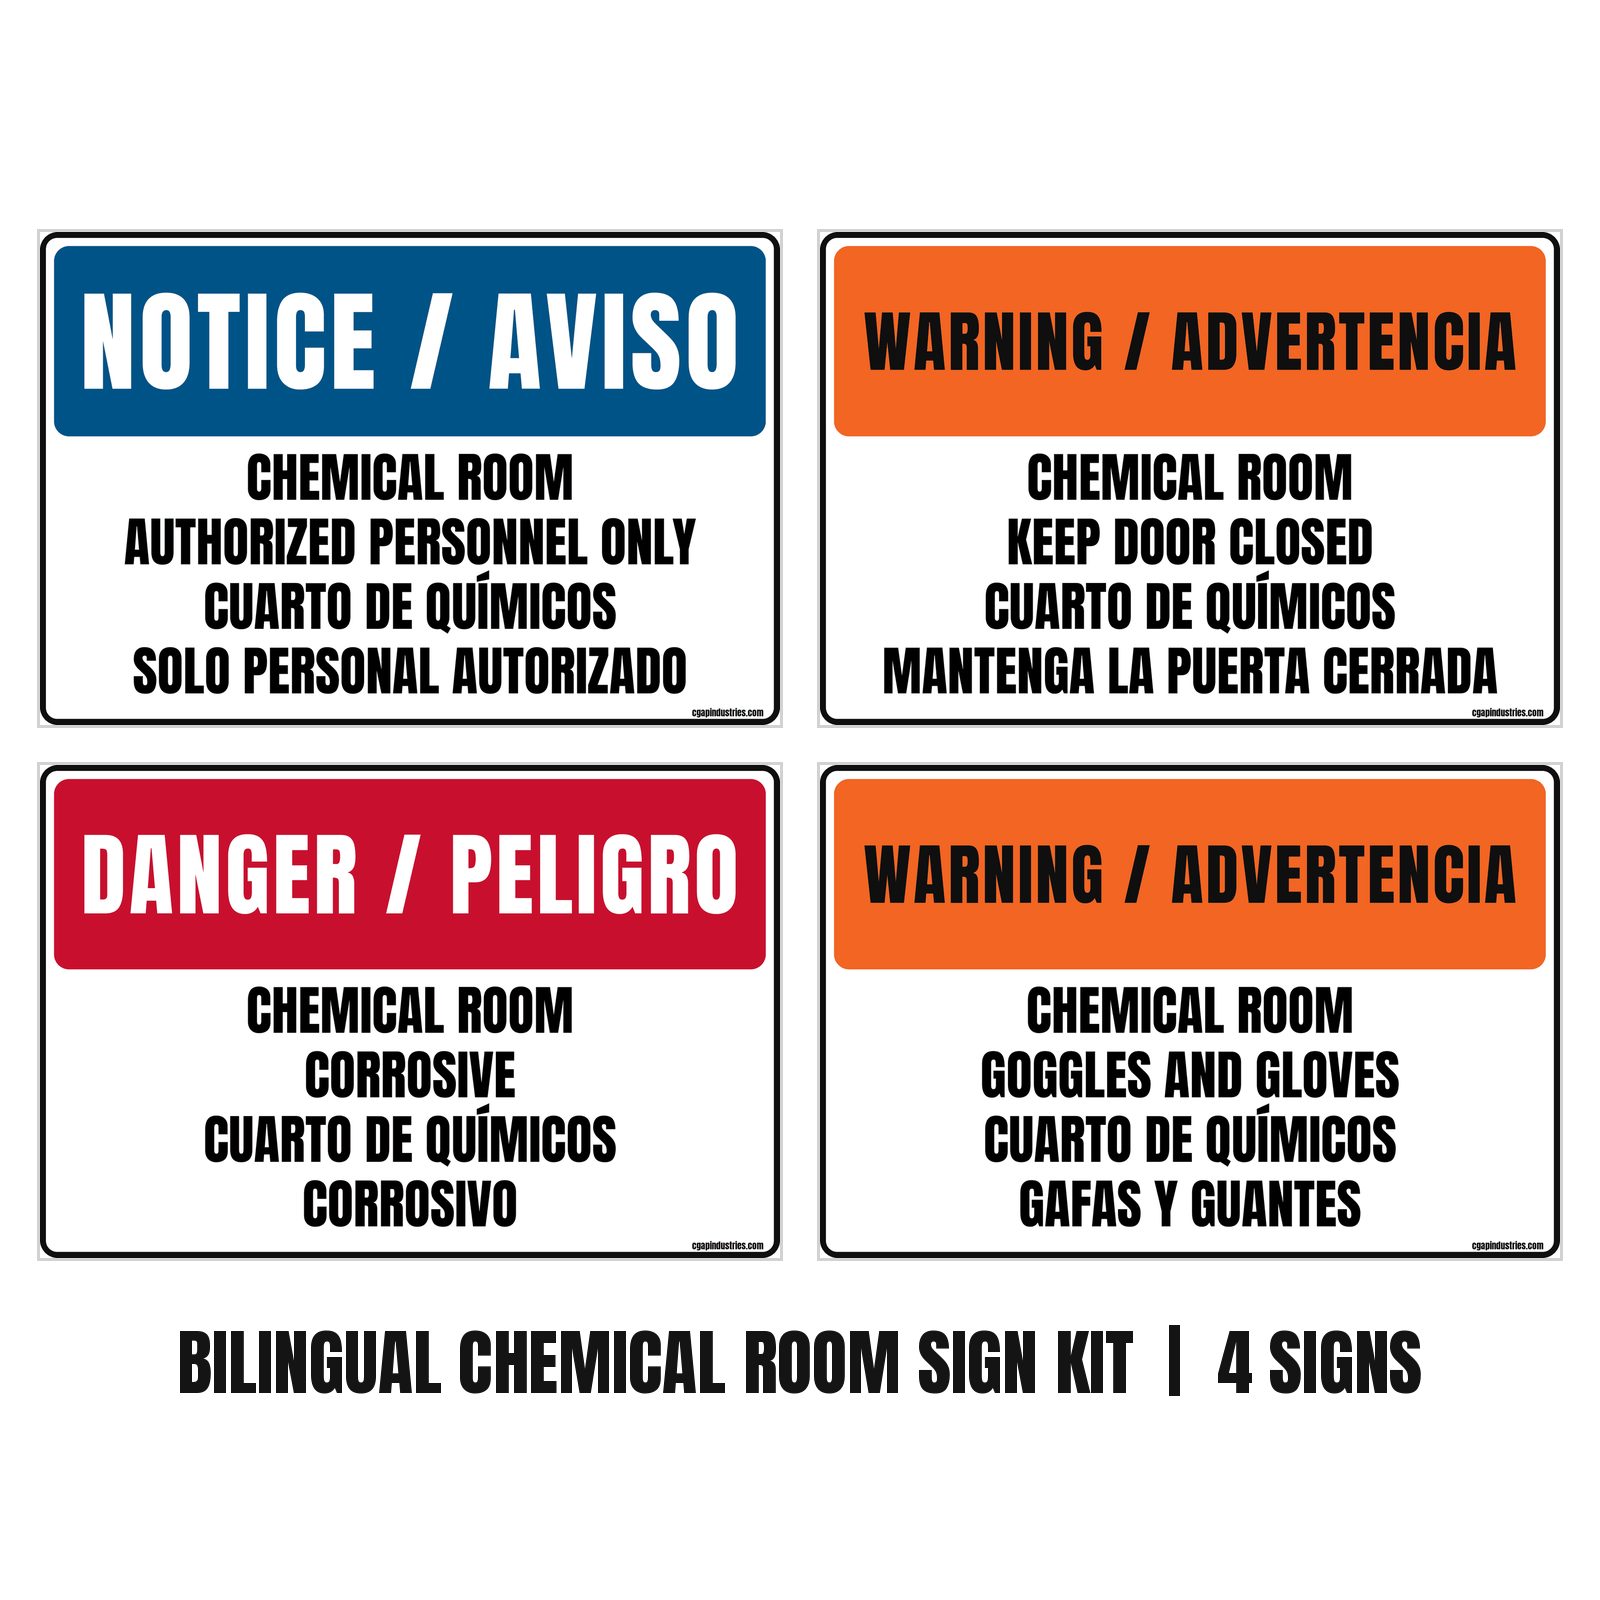 NOTICE / AVISO
CHEMICAL ROOM
AUTHORIZED PERSONNEL ONLY
CUARTO DE QUÍMICOS
SOLO PERSONAL AUTORIZADO
cgapindustries.com
WARNING / ADVERTENCIA
CHEMICAL ROOM
KEEP DOOR CLOSED
CUARTO DE QUÍMICOS
MANTENGA LA PUERTA CERRADA
cgapindustries.com
DANGER / PELIGRO
CHEMICAL ROOM
CORROSIVE
CUARTO DE QUÍMICOS
CORROSIVO
cgapindustries.com
WARNING / ADVERTENCIA
CHEMICAL ROOM
GOGGLES AND GLOVES
CUARTO DE QUÍMICOS
GAFAS Y GUANTES
cgapindustries.com
BILINGUAL CHEMICAL ROOM SIGN KIT | 4 SIGNS